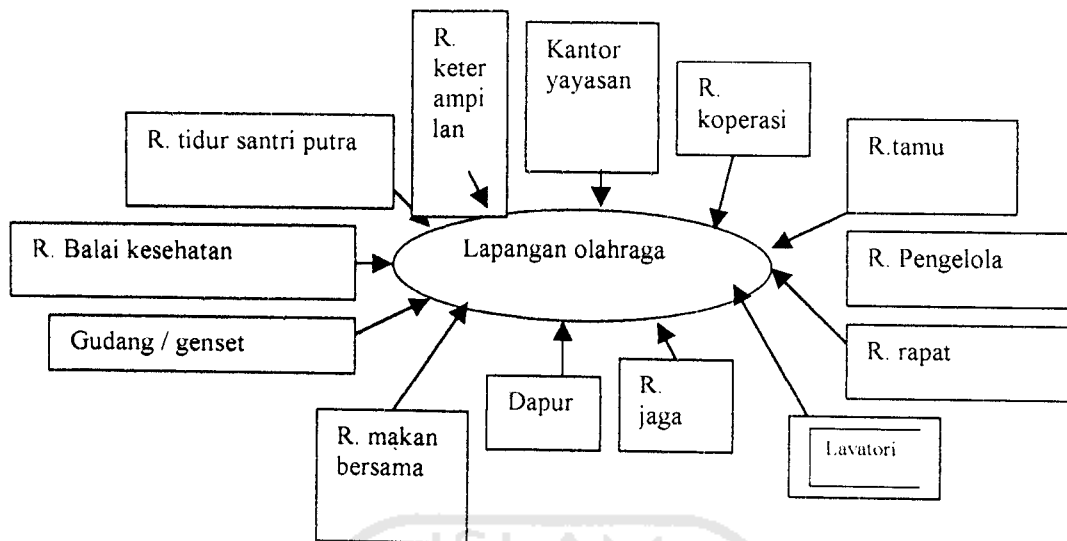 R.
keter
ampi
lan
Kantor
yayasan
R.
koperasi
R. tidur santri putra
R.tamu
R. Balai kesehatan
Lapangan olahraga
R. Pengelola
Gudang / genset
R. rapat
Dapur
R.
jaga
R. makan
bersama
Lavatori
ISLAM